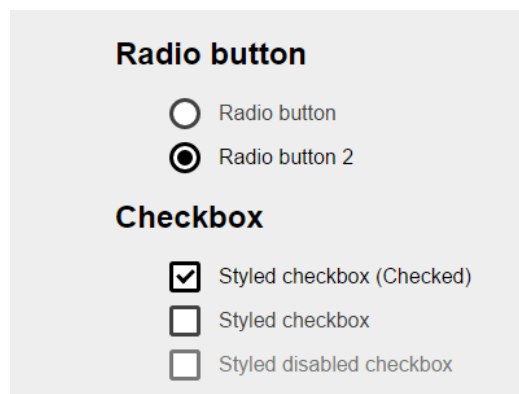 Radio button
Radio button
Radio button 2
Checkbox
Styled checkbox (Checked)
Styled checkbox
Styled disabled checkbox